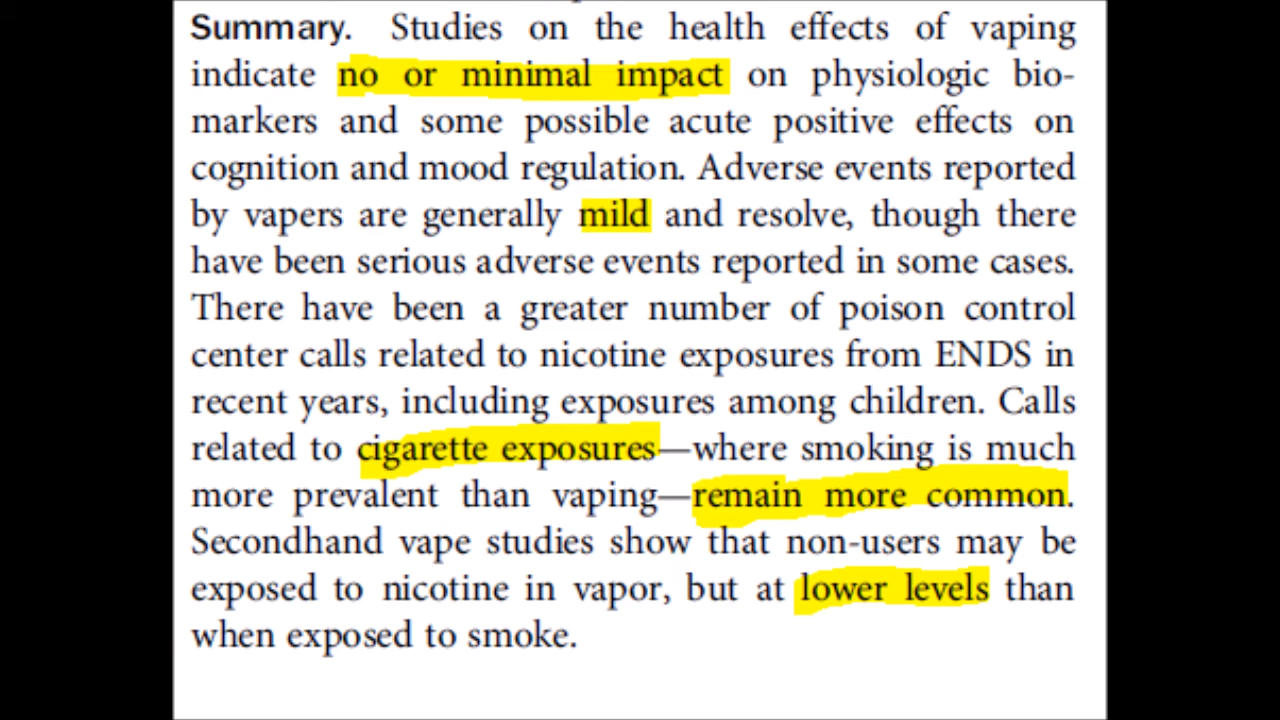 Summary. Studies on the health effects of vaping
indicate no or minimal impact on physiologic bio-
markers and some possible acute positive effects on
cognition and mood regulation. Adverse events reported
by vapers are generally mild and resolve, though there
have been serious adverse events reported in some cases.
There have been a greater number of poison control
center calls related to nicotine exposures from ENDS in
recent years, including exposures among children. Calls
related to cigarette exposures—where smoking is much
more prevalent than vaping—remain more common.
Secondhand vape studies show that non-users may be
exposed to nicotine in vapor, but at lower levels than
when exposed to smoke.